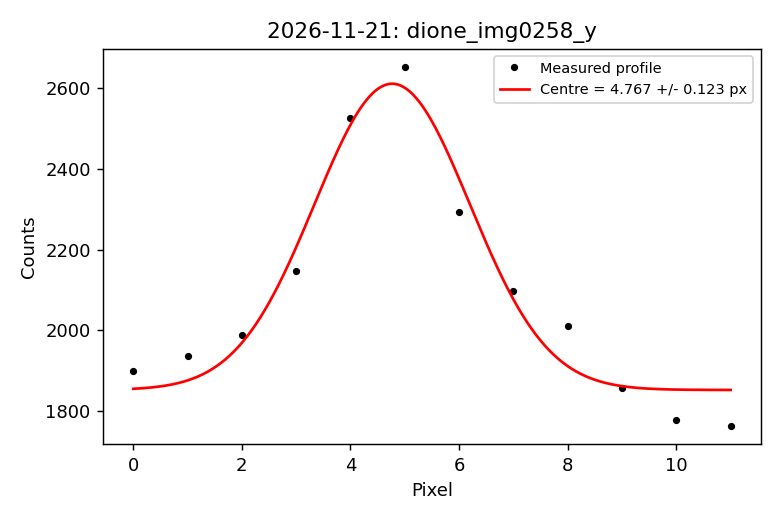 2026-11-21: dione_img0258_y
Measured profile
Centre = 4.767 +/- 0.123 px
Counts
2600
2400
2200
2000
1800
0 2 4 6 8 10
Pixel